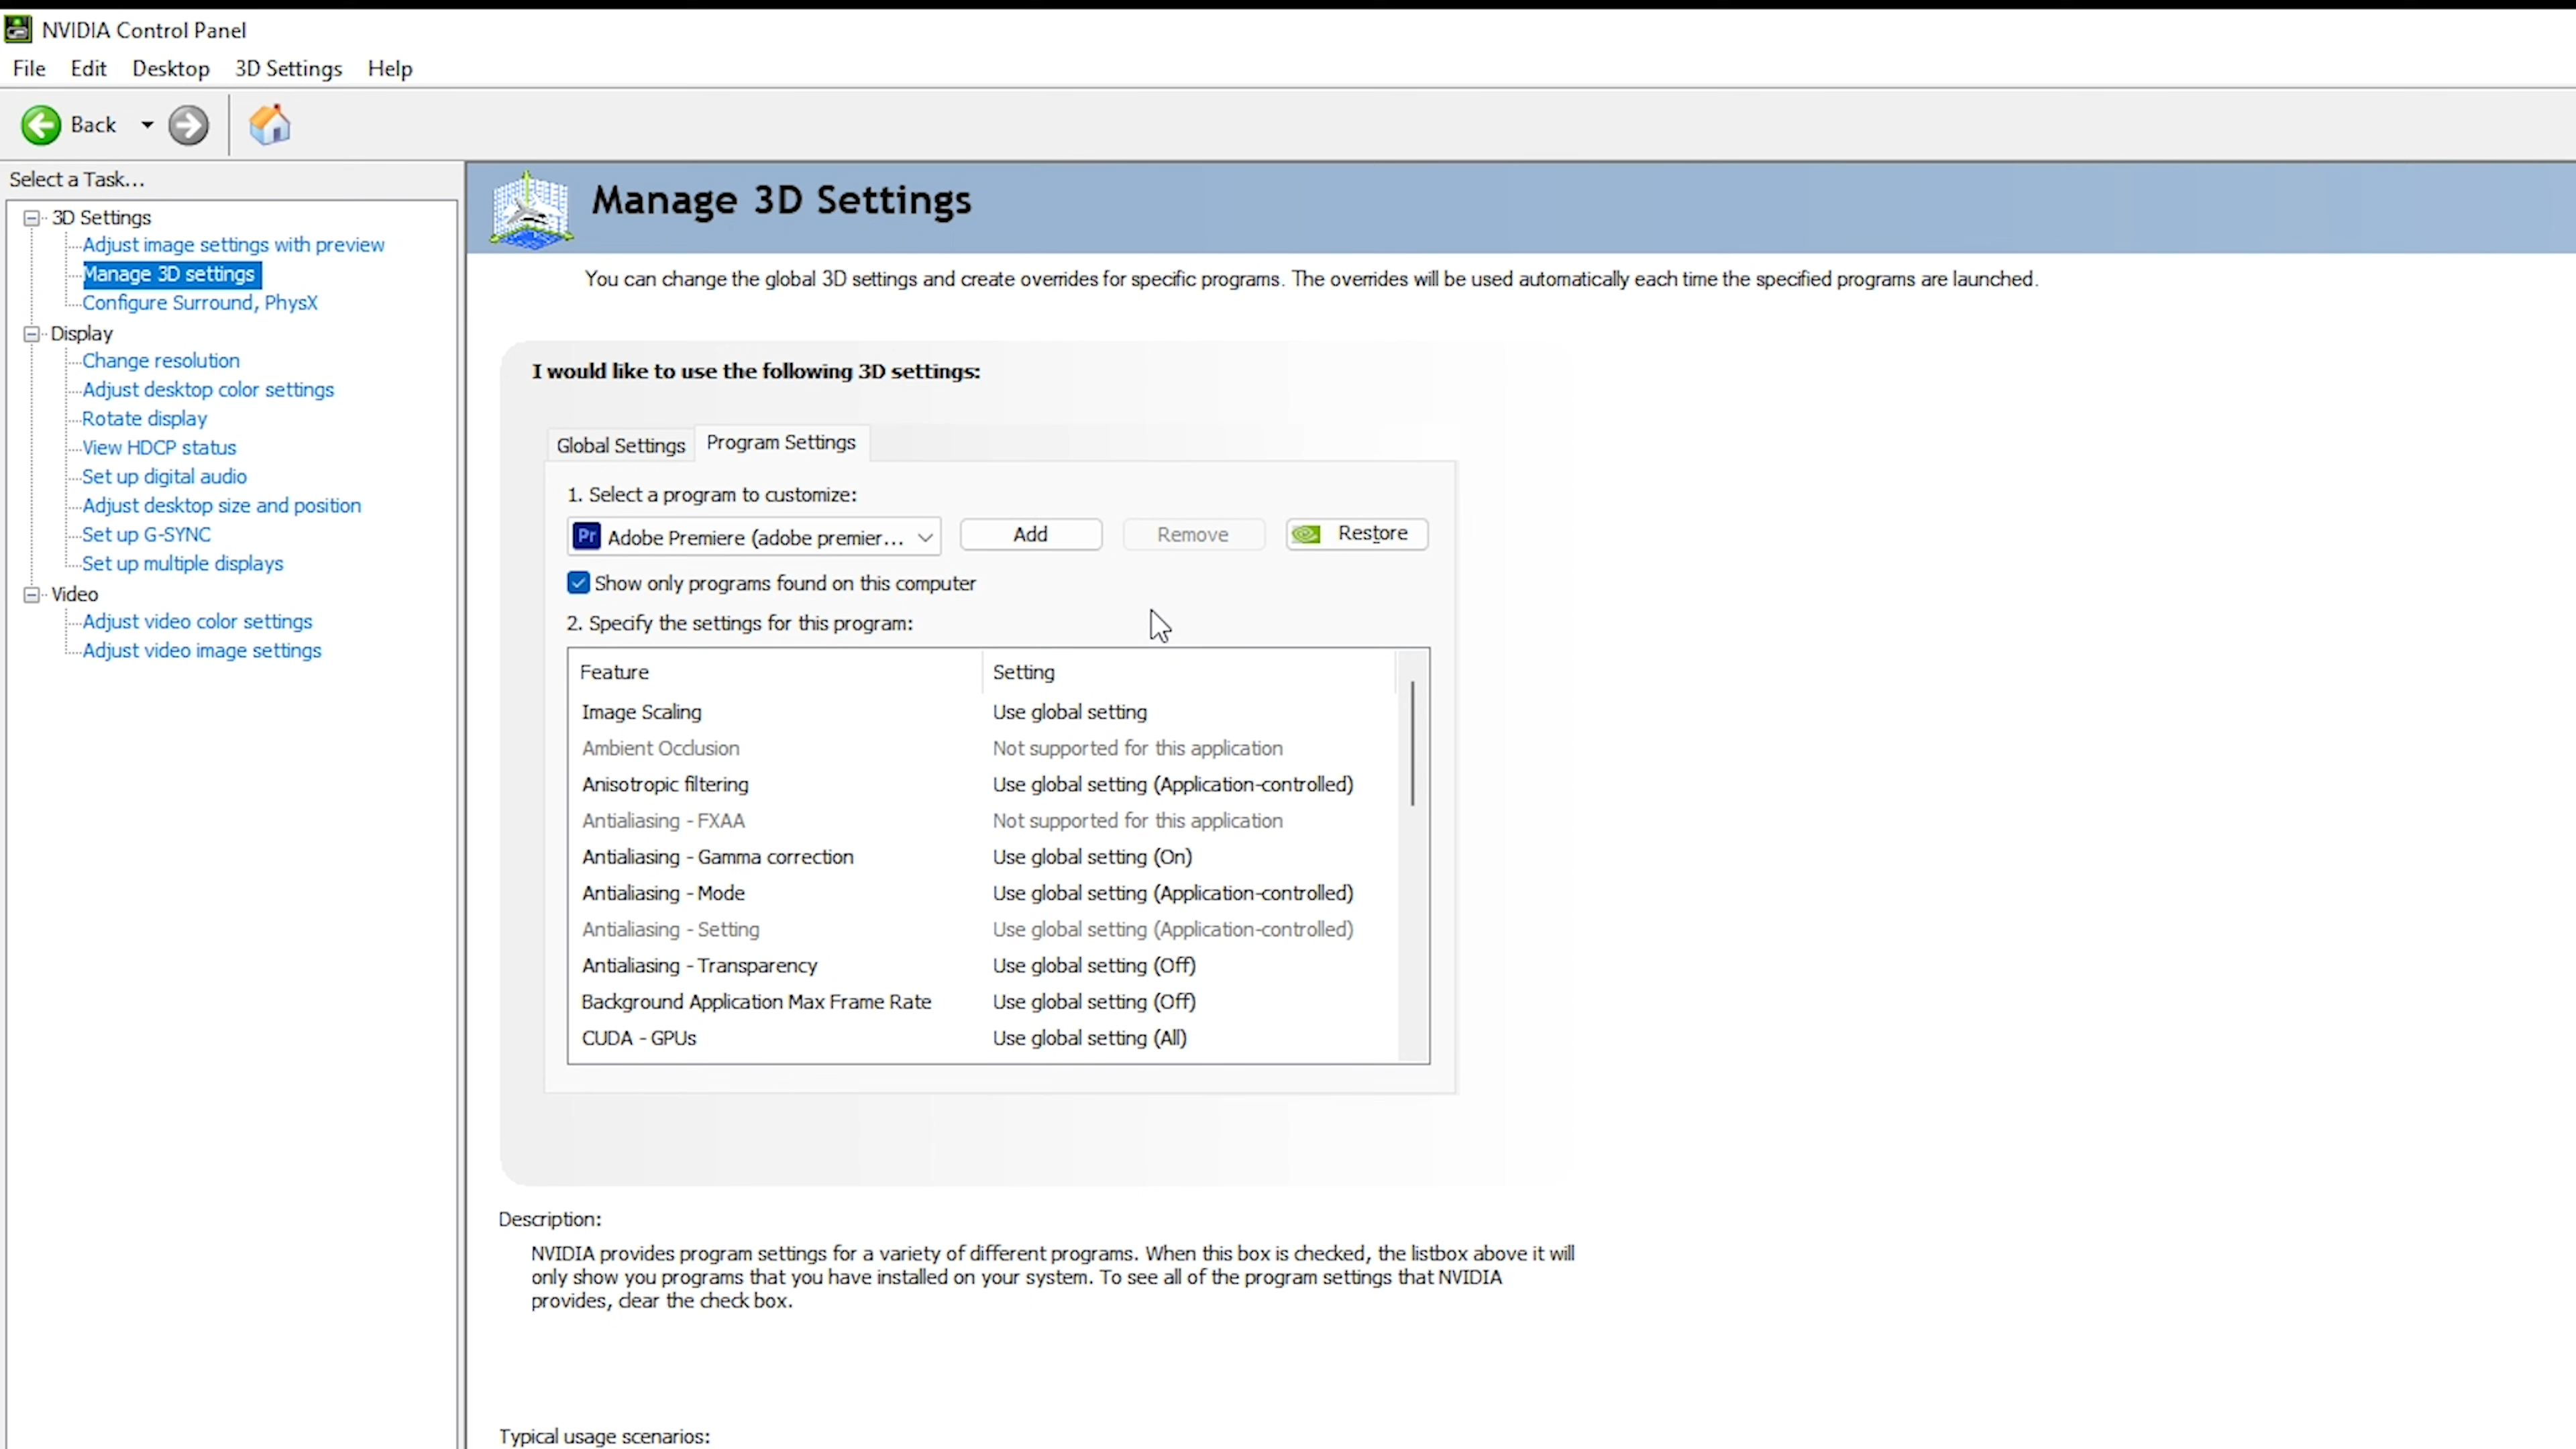 NVIDIA Control Panel
File Edit Desktop 3D Settings Help
Back
Select a Task...
3D Settings
Adjust image settings with preview
Manage 3D settings
Configure Surround, PhysX
Display
Change resolution
Adjust desktop color settings
Rotate display
View HDCP status
Set up digital audio
Adjust desktop size and position
Set up G-SYNC
Set up multiple displays
Video
Adjust video color settings
Adjust video image settings
Manage 3D Settings
You can change the global 3D settings and create overrides for specific programs. The overrides will be used automatically each time the specified programs are launched.
I would like to use the following 3D settings:
Global Settings Program Settings
1. Select a program to customize:
Pr Adobe Premiere (adobe premier... Add Remove Restore
Show only programs found on this computer
2. Specify the settings for this program:
Feature Setting
Image Scaling Use global setting
Ambient Occlusion Not supported for this application
Anisotropic filtering Use global setting (Application-controlled)
Antialiasing - FXAA Not supported for this application
Antialiasing - Gamma correction Use global setting (On)
Antialiasing - Mode Use global setting (Application-controlled)
Antialiasing - Setting Use global setting (Application-controlled)
Antialiasing - Transparency Use global setting (Off)
Background Application Max Frame Rate Use global setting (Off)
CUDA - GPUs Use global setting (All)
Description:
NVIDIA provides program settings for a variety of different programs. When this box is checked, the listbox above it will
only show you programs that you have installed on your system. To see all of the program settings that NVIDIA
provides, clear the check box.
Typical usage scenarios: